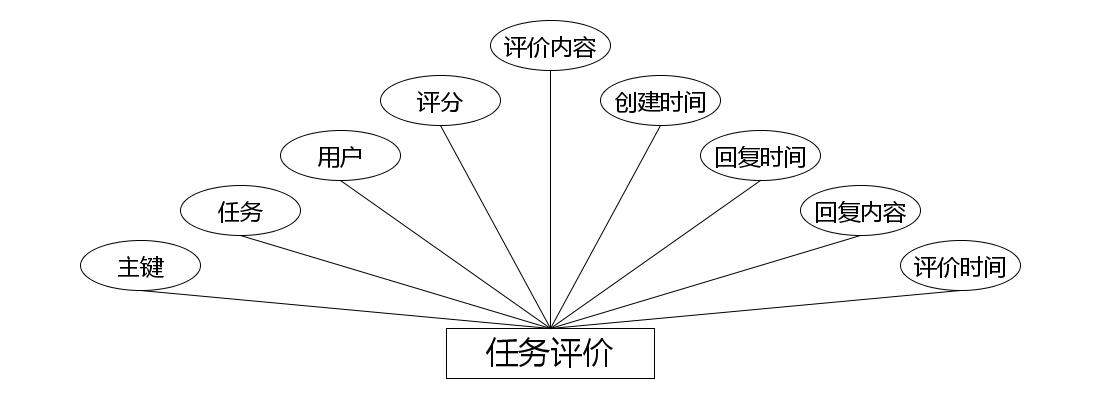 评价内容
评分
创建时间
用户
回复时间
任务
回复内容
主键
评价时间
任务评价